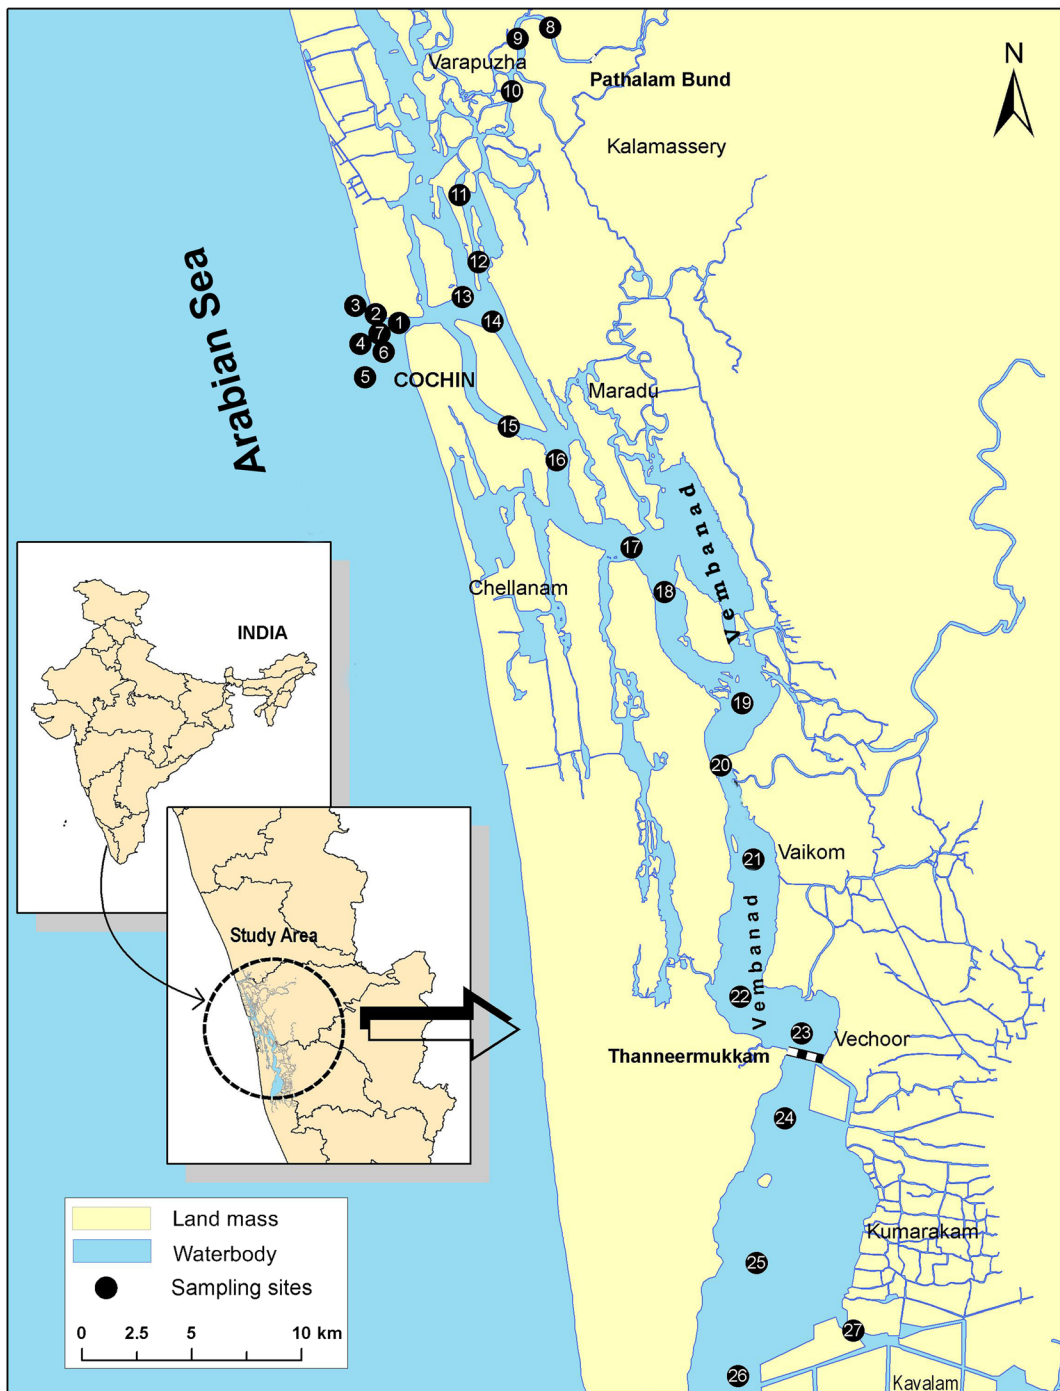 8
9
Varapuzha
N
Pathalam Bund
10
Kalamassery
11
12
13
3
2
1
14
7
4
6
5
COCHIN
Arabian Sea
Maradu
15
16
Vembanad
17
Chellanam
18
19
20
21
Vaikom
Vembanad
22
23
Vechoor
Thanneermukkam
24
Kumarakam
25
27
26
Kavalam
INDIA
Study Area
Land mass
Waterbody
Sampling sites
0 2.5 5 10 km